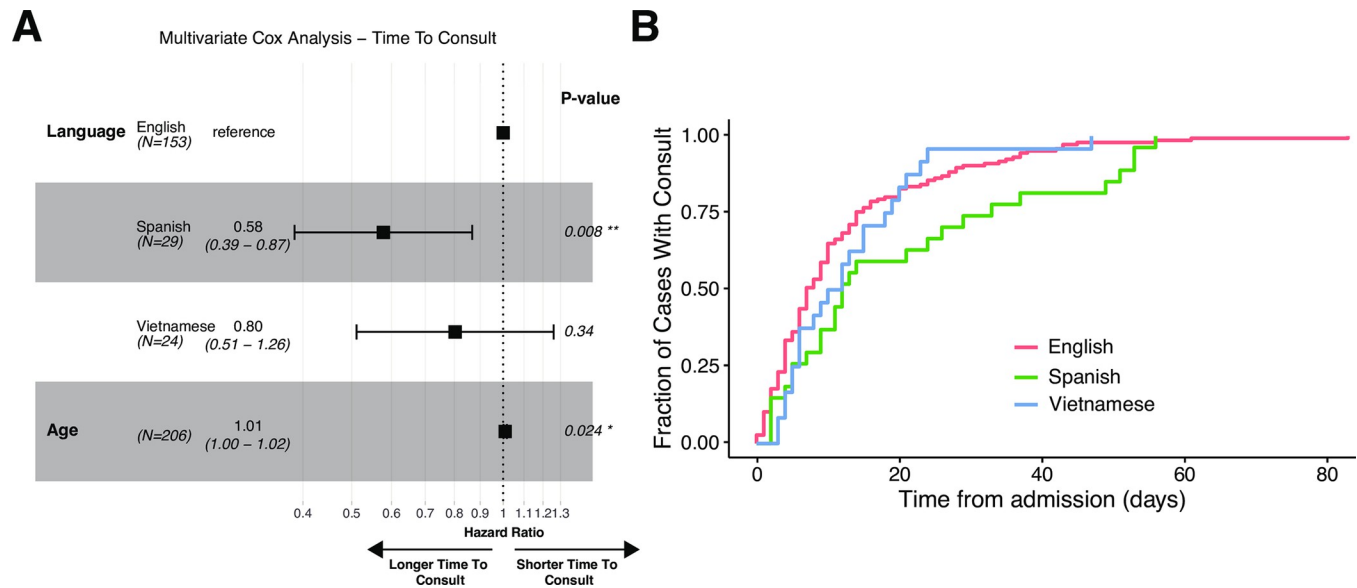 A
Multivariate Cox Analysis – Time To Consult
P-value
Language English reference
(N=153)
Spanish 0.58
(N=29) (0.39 – 0.87) 0.008 **
Vietnamese 0.80
(N=24) (0.51 – 1.26) 0.34
Age (N=206) 1.01
(1.00 – 1.02) 0.024 *
0.4 0.5 0.6 0.7 0.8 0.9 1 1.1 1.2 1.3
Hazard Ratio
Longer Time To Consult
Shorter Time To Consult
B
Fraction of Cases With Consult
1.00
0.75
0.50
0.25
0.00
English
Spanish
Vietnamese
0 20 40 60 80
Time from admission (days)